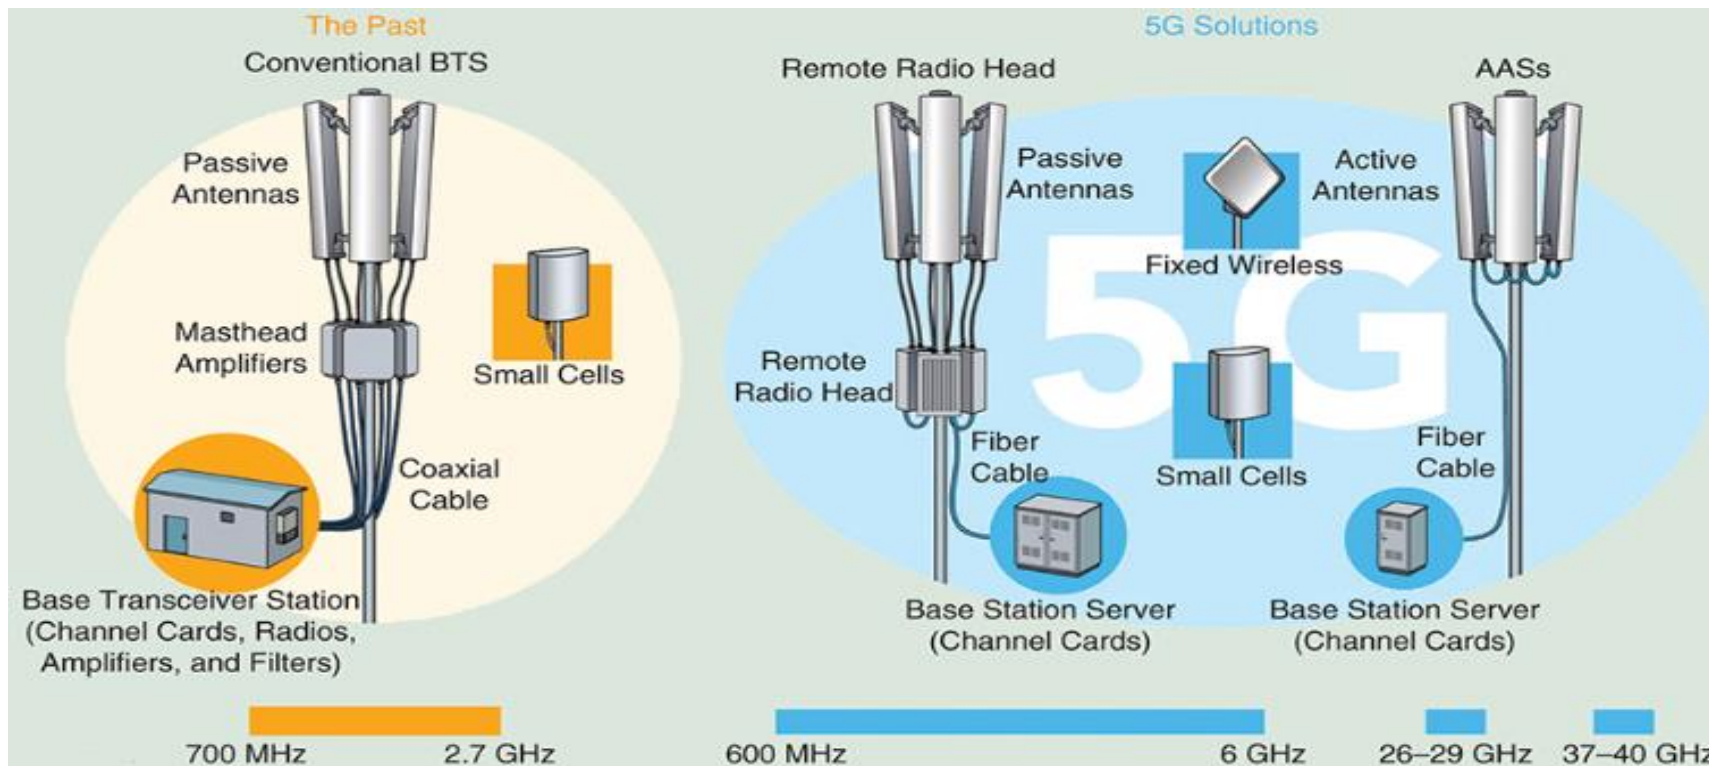 The Past
Conventional BTS
Passive
Antennas
Masthead
Amplifiers
Small Cells
Coaxial
Cable
Base Transceiver Station
(Channel Cards, Radios,
Amplifiers, and Filters)
700 MHz
2.7 GHz
5G Solutions
Remote Radio Head
Passive
Antennas
Remote
Radio Head
Fiber
Cable
Base Station Server
(Channel Cards)
Fixed Wireless
5G
Small Cells
AASs
Active
Antennas
Fiber
Cable
Base Station Server
(Channel Cards)
600 MHz
6 GHz
26–29 GHz
37–40 GHz